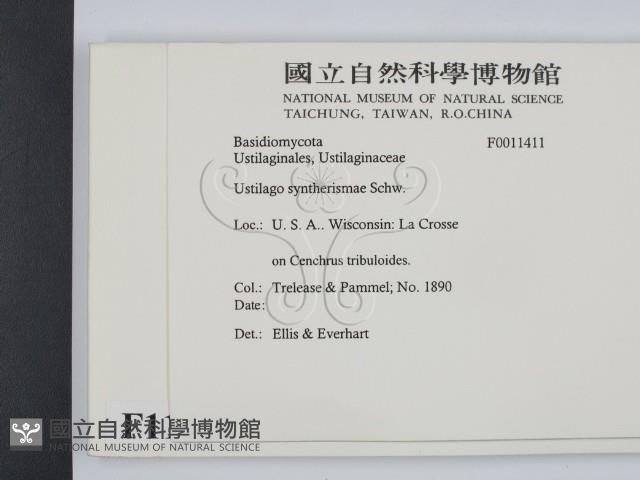 國立自然科學博物館
NATIONAL MUSEUM OF NATURAL SCIENCE
TAICHUNG, TAIWAN, R.O.CHINA
Basidiomycota F0011411
Ustilaginales, Ustilaginaceae
Ustilago syntherismae Schw.
Loc.: U. S. A.. Wisconsin: La Crosse
on Cenchrus tribuloides.
Col.: Trelease & Pammel; No. 1890
Date:
Det.: Ellis & Everhart
國立自然科學博物館
NATIONAL MUSEUM OF NATURAL SCIENCE